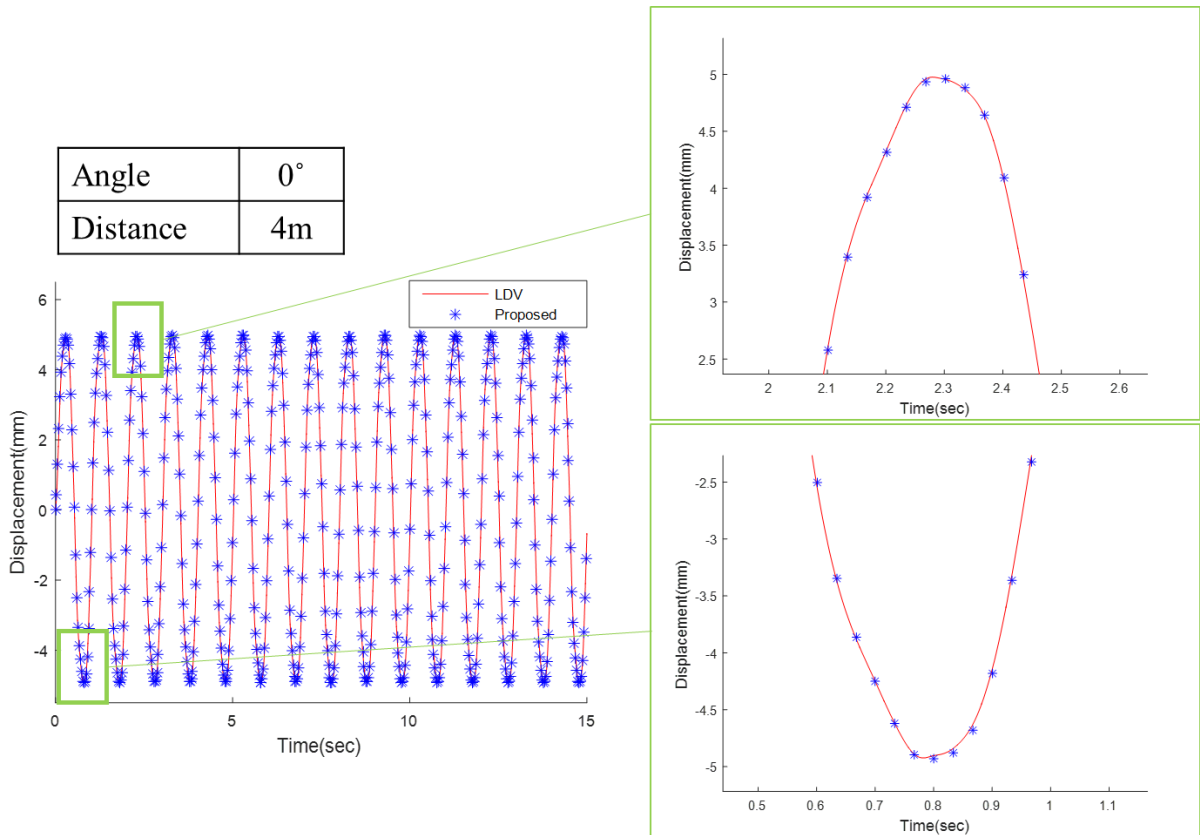 Angle 0°
Distance 4m
LDV
Proposed
6
4
2
0
-2
-4
Displacement(mm)
0 5 10 15
Time(sec)
5
4.5
4
3.5
3
2.5
Displacement(mm)
2 2.1 2.2 2.3 2.4 2.5 2.6
Time(sec)
-2.5
-3
-3.5
-4
-4.5
-5
Displacement(mm)
0.5 0.6 0.7 0.8 0.9 1 1.1
Time(sec)